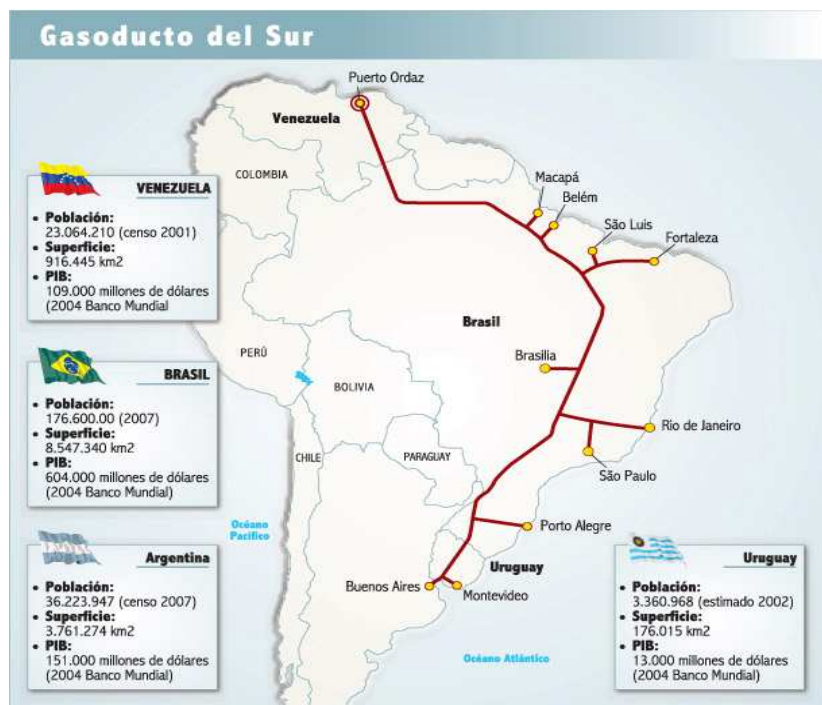 Gasoducto del Sur
Puerto Ordaz
Venezuela
COLOMBIA
Macapá
Belém
São Luis
Fortaleza
VENEZUELA
• Población:
23.064.210 (censo 2001)
• Superficie:
916.445 km2
• PIB:
109.000 millones de dólares
(2004 Banco Mundial
Brasil
Brasilia
PERÚ
BOLIVIA
BRASIL
• Población:
176.600.00 (2007)
• Superficie:
8.547.340 km2
• PIB:
604.000 millones de dólares
(2004 Banco Mundial)
CHILE
PARAGUAY
Rio de Janeiro
São Paulo
Océano
Pacífico
Porto Alegre
Argentina
• Población:
36.223.947 (censo 2007)
• Superficie:
3.761.274 km2
• PIB:
151.000 millones de dólares
(2004 Banco Mundial)
Buenos Aires
Uruguay
Montevideo
Océano Atlántico
Uruguay
• Población:
3.360.968 (estimado 2002)
• Superficie:
176.015 km2
• PIB:
13.000 millones de dólares
(2004 Banco Mundial)